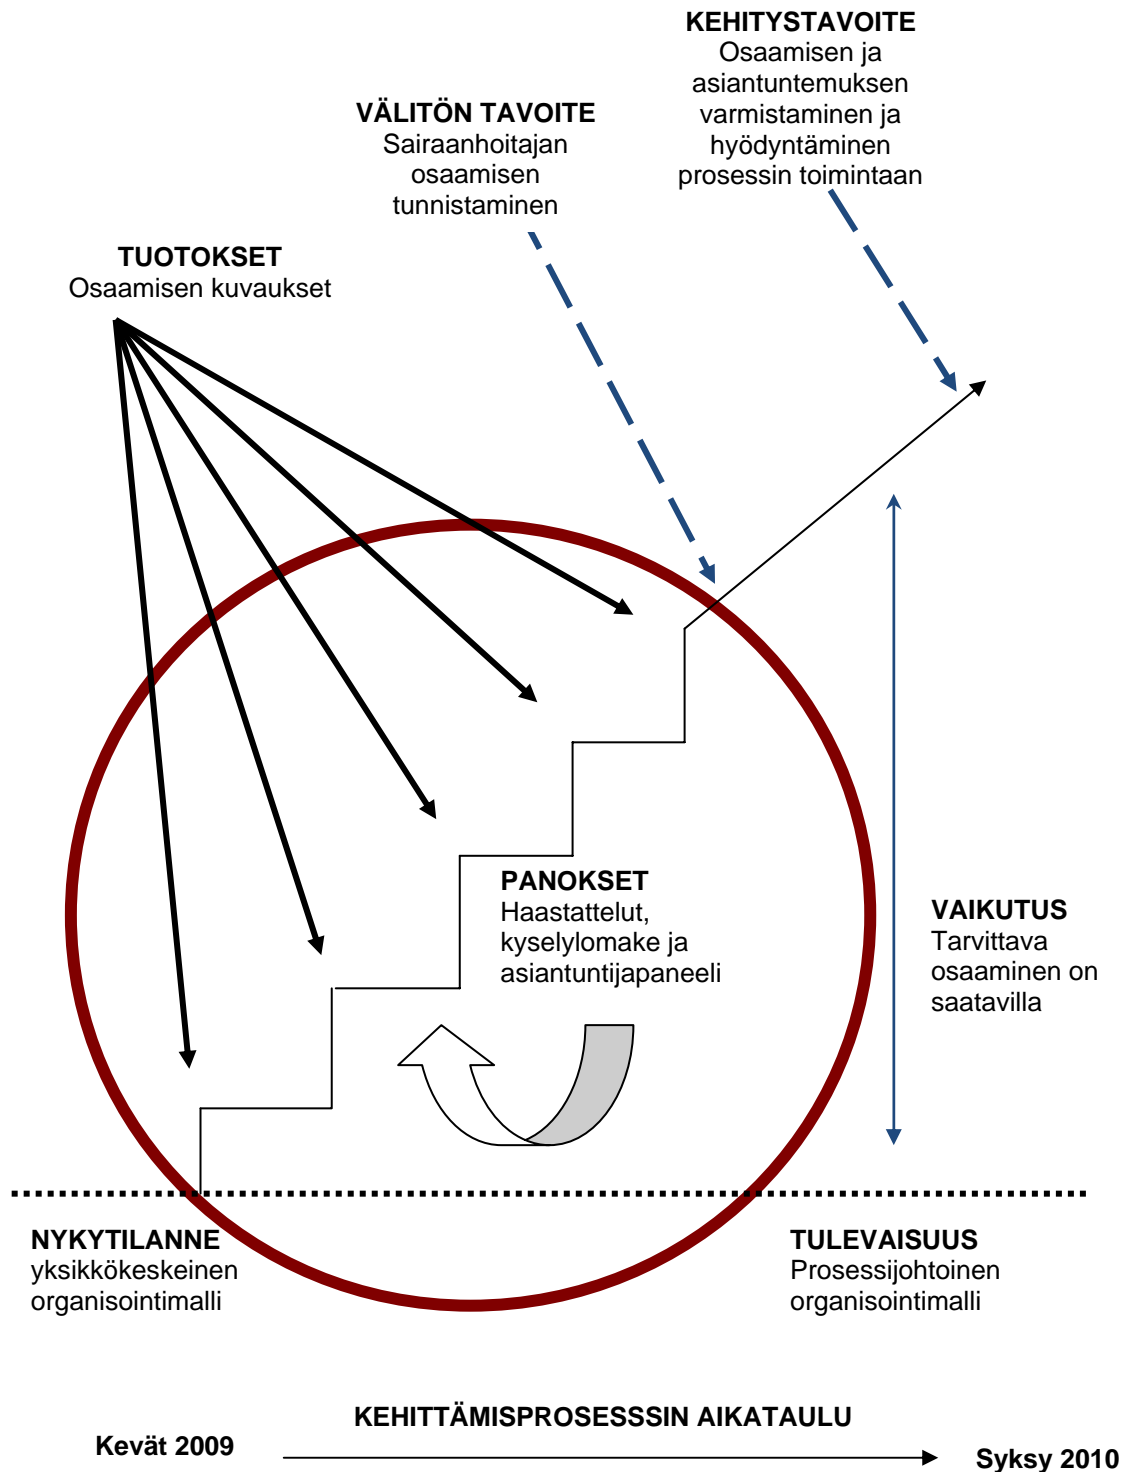 KEHITYSTAVOITE
Osaamisen ja
asiantuntemuksen
varmistaminen ja
hyödyntäminen
prosessin toimintaan
VÄLITÖN TAVOITE
Sairaanhoitajan
osaamisen
tunnistaminen
TUOTOKSET
Osaamisen kuvaukset
PANOKSET
Haastattelut,
kyselylomake ja
asiantuntijapaneeli
VAIKUTUS
Tarvittava
osaaminen on
saatavilla
NYKYTILANNE
yksikkökeskeinen
organisointimalli
TULEVAISUUS
Prosessijohtoinen
organisointimalli
KEHITTÄMISPROSESSSIN AIKATAULU
Kevät 2009
Syksy 2010